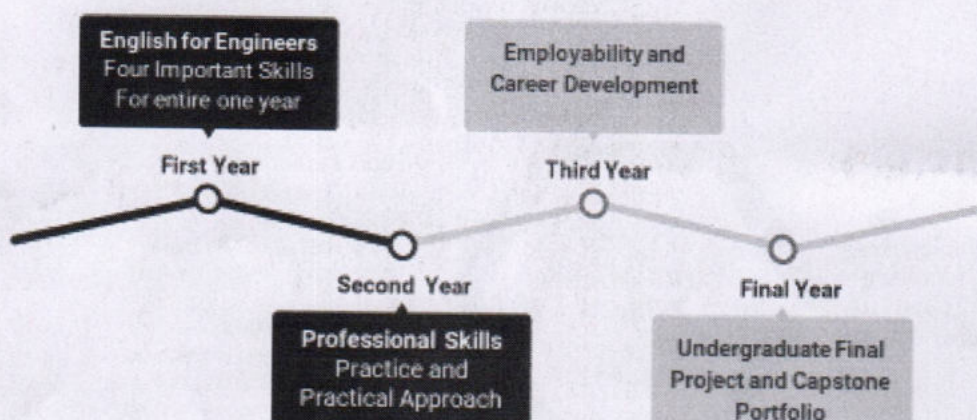 English for Engineers
Four Important Skills
For entire one year
First Year
Second Year
Professional Skills
Practice and
Practical Approach
Employability and
Career Development
Third Year
Final Year
Undergraduate Final
Project and Capstone
Portfolio